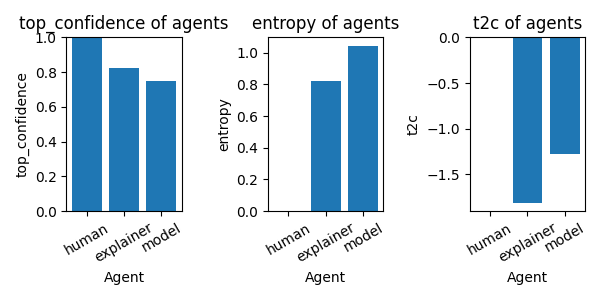 top_confidence of agents
1.0
0.8
0.6
0.4
0.2
0.0
top_confidence
human
explainer
model
Agent
entropy of agents
1.0
0.8
0.6
0.4
0.2
0.0
entropy
human
explainer
model
Agent
t2c of agents
0.0
−0.5
−1.0
−1.5
t2c
human
explainer
model
Agent